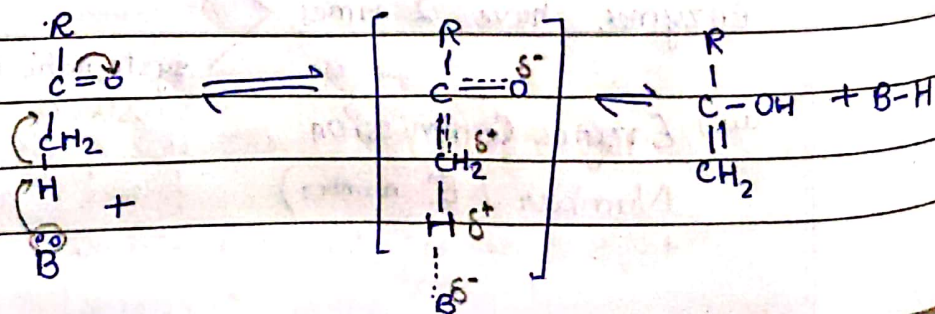 R R δ- R
C=O C=O C-OH + B-H
CH2 CH2 δ+ CH2
H + H δ+
B B δ-